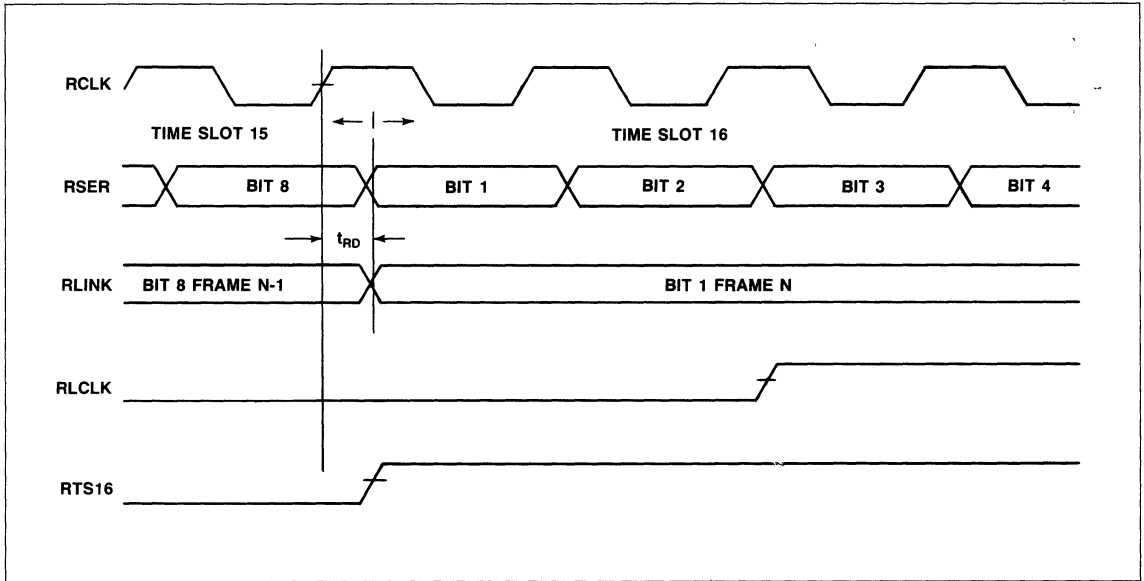 RCLK
TIME SLOT 15 TIME SLOT 16
RSER BIT 8 BIT 1 BIT 2 BIT 3 BIT 4
tRD
RLINK BIT 8 FRAME N-1 BIT 1 FRAME N
RLCLK
RTS16